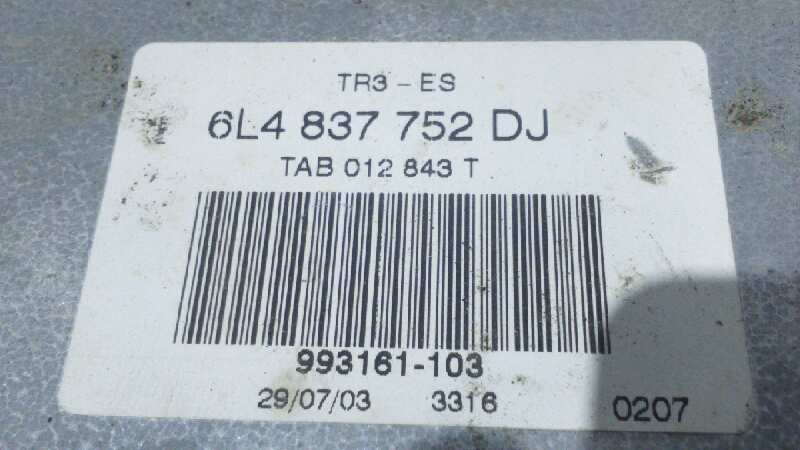 TR3 - ES
6L4 837 752 DJ
TAB 012 843 T
993161-103
29/07/03 3316 0207